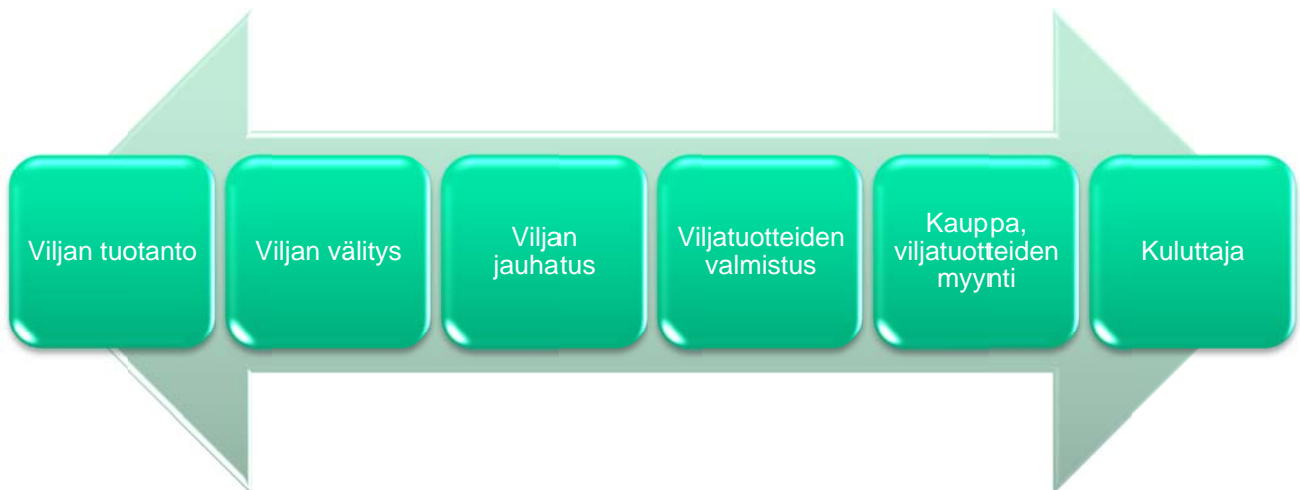 Viljan tuotanto
Viljan välitys
Viljan
jauhatus
Viljatuotteiden
valmistus
Kauppa,
viljatuotteiden
myynti
Kuluttaja